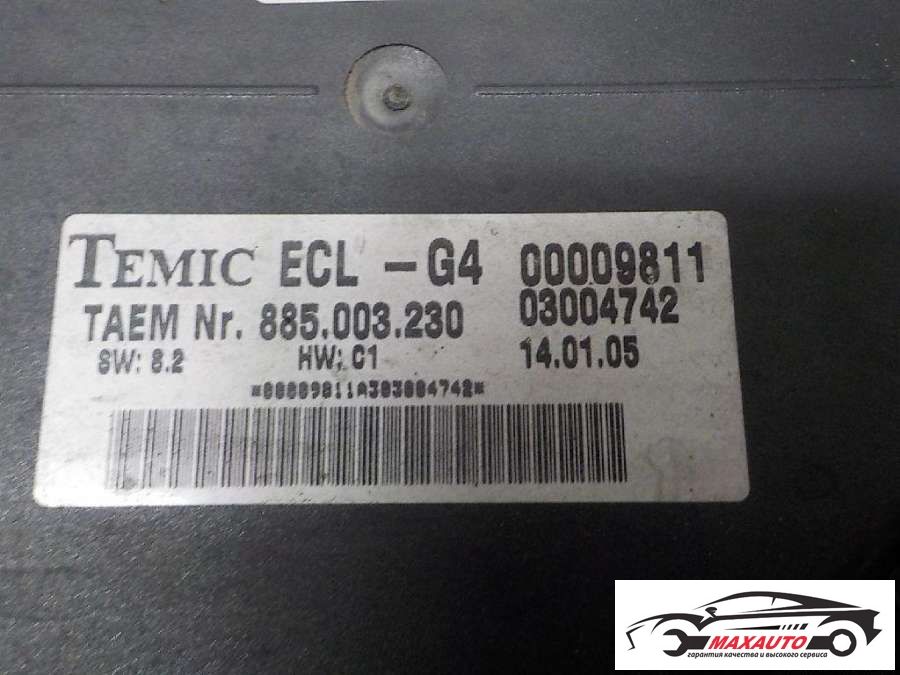 TEMIC ECL - G4 00009811
03004742
TAEM Nr. 885.003.230
SW: 8.2 HW: C1 14.01.05
*00009811A303004742*
MAXAUTO
гарантия качества и высокого сервиса